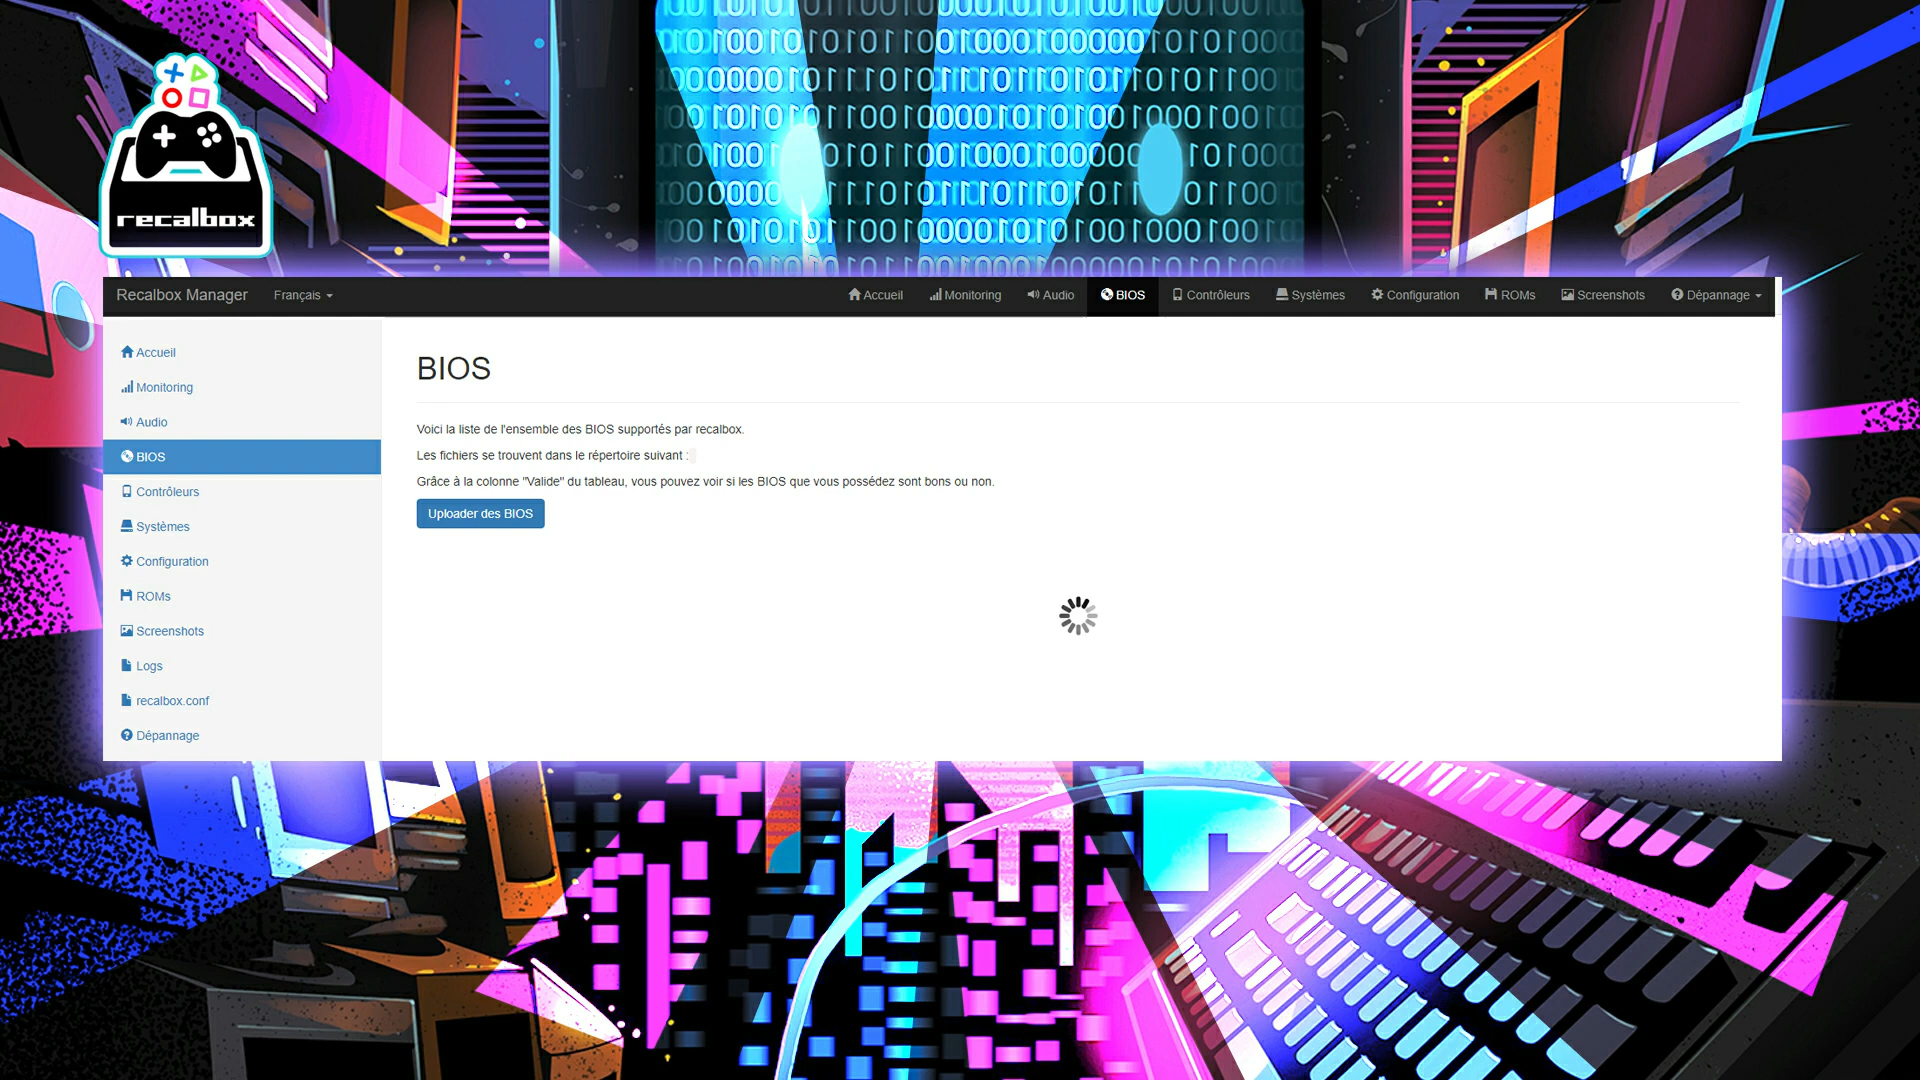 recalbox
Recalbox Manager Français Accueil Monitoring Audio BIOS Contrôleurs Systèmes Configuration ROMs Screenshots Dépannage
Accueil
Monitoring
Audio
BIOS
Contrôleurs
Systèmes
Configuration
ROMs
Screenshots
Logs
recalbox.conf
Dépannage
BIOS
Voici la liste de l'ensemble des BIOS supportés par recalbox.
Les fichiers se trouvent dans le répertoire suivant :
Grâce à la colonne "Valide" du tableau, vous pouvez voir si les BIOS que vous possédez sont bons ou non.
Uploader des BIOS